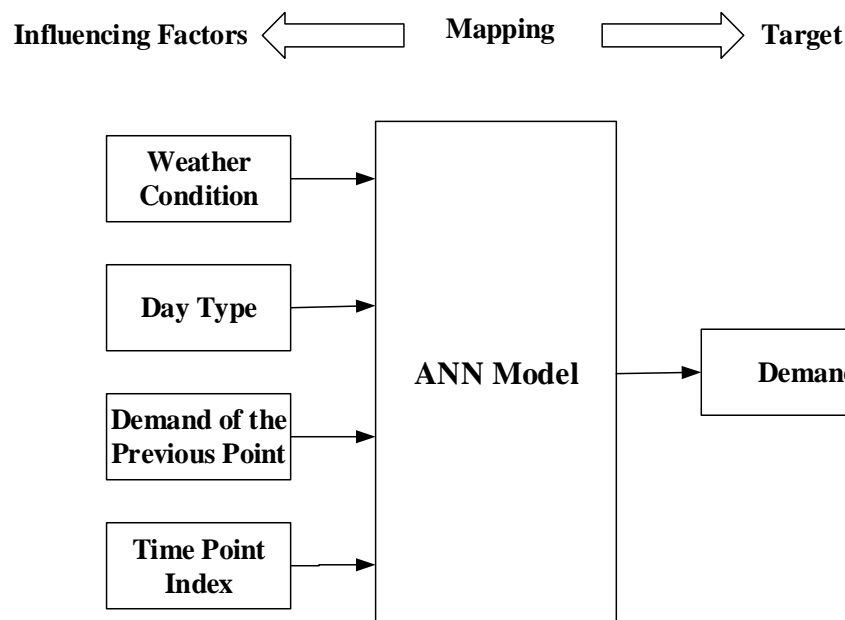 Influencing Factors
Mapping
Target
Weather
Condition
Day Type
Demand of the
Previous Point
Time Point
Index
ANN Model
Deman